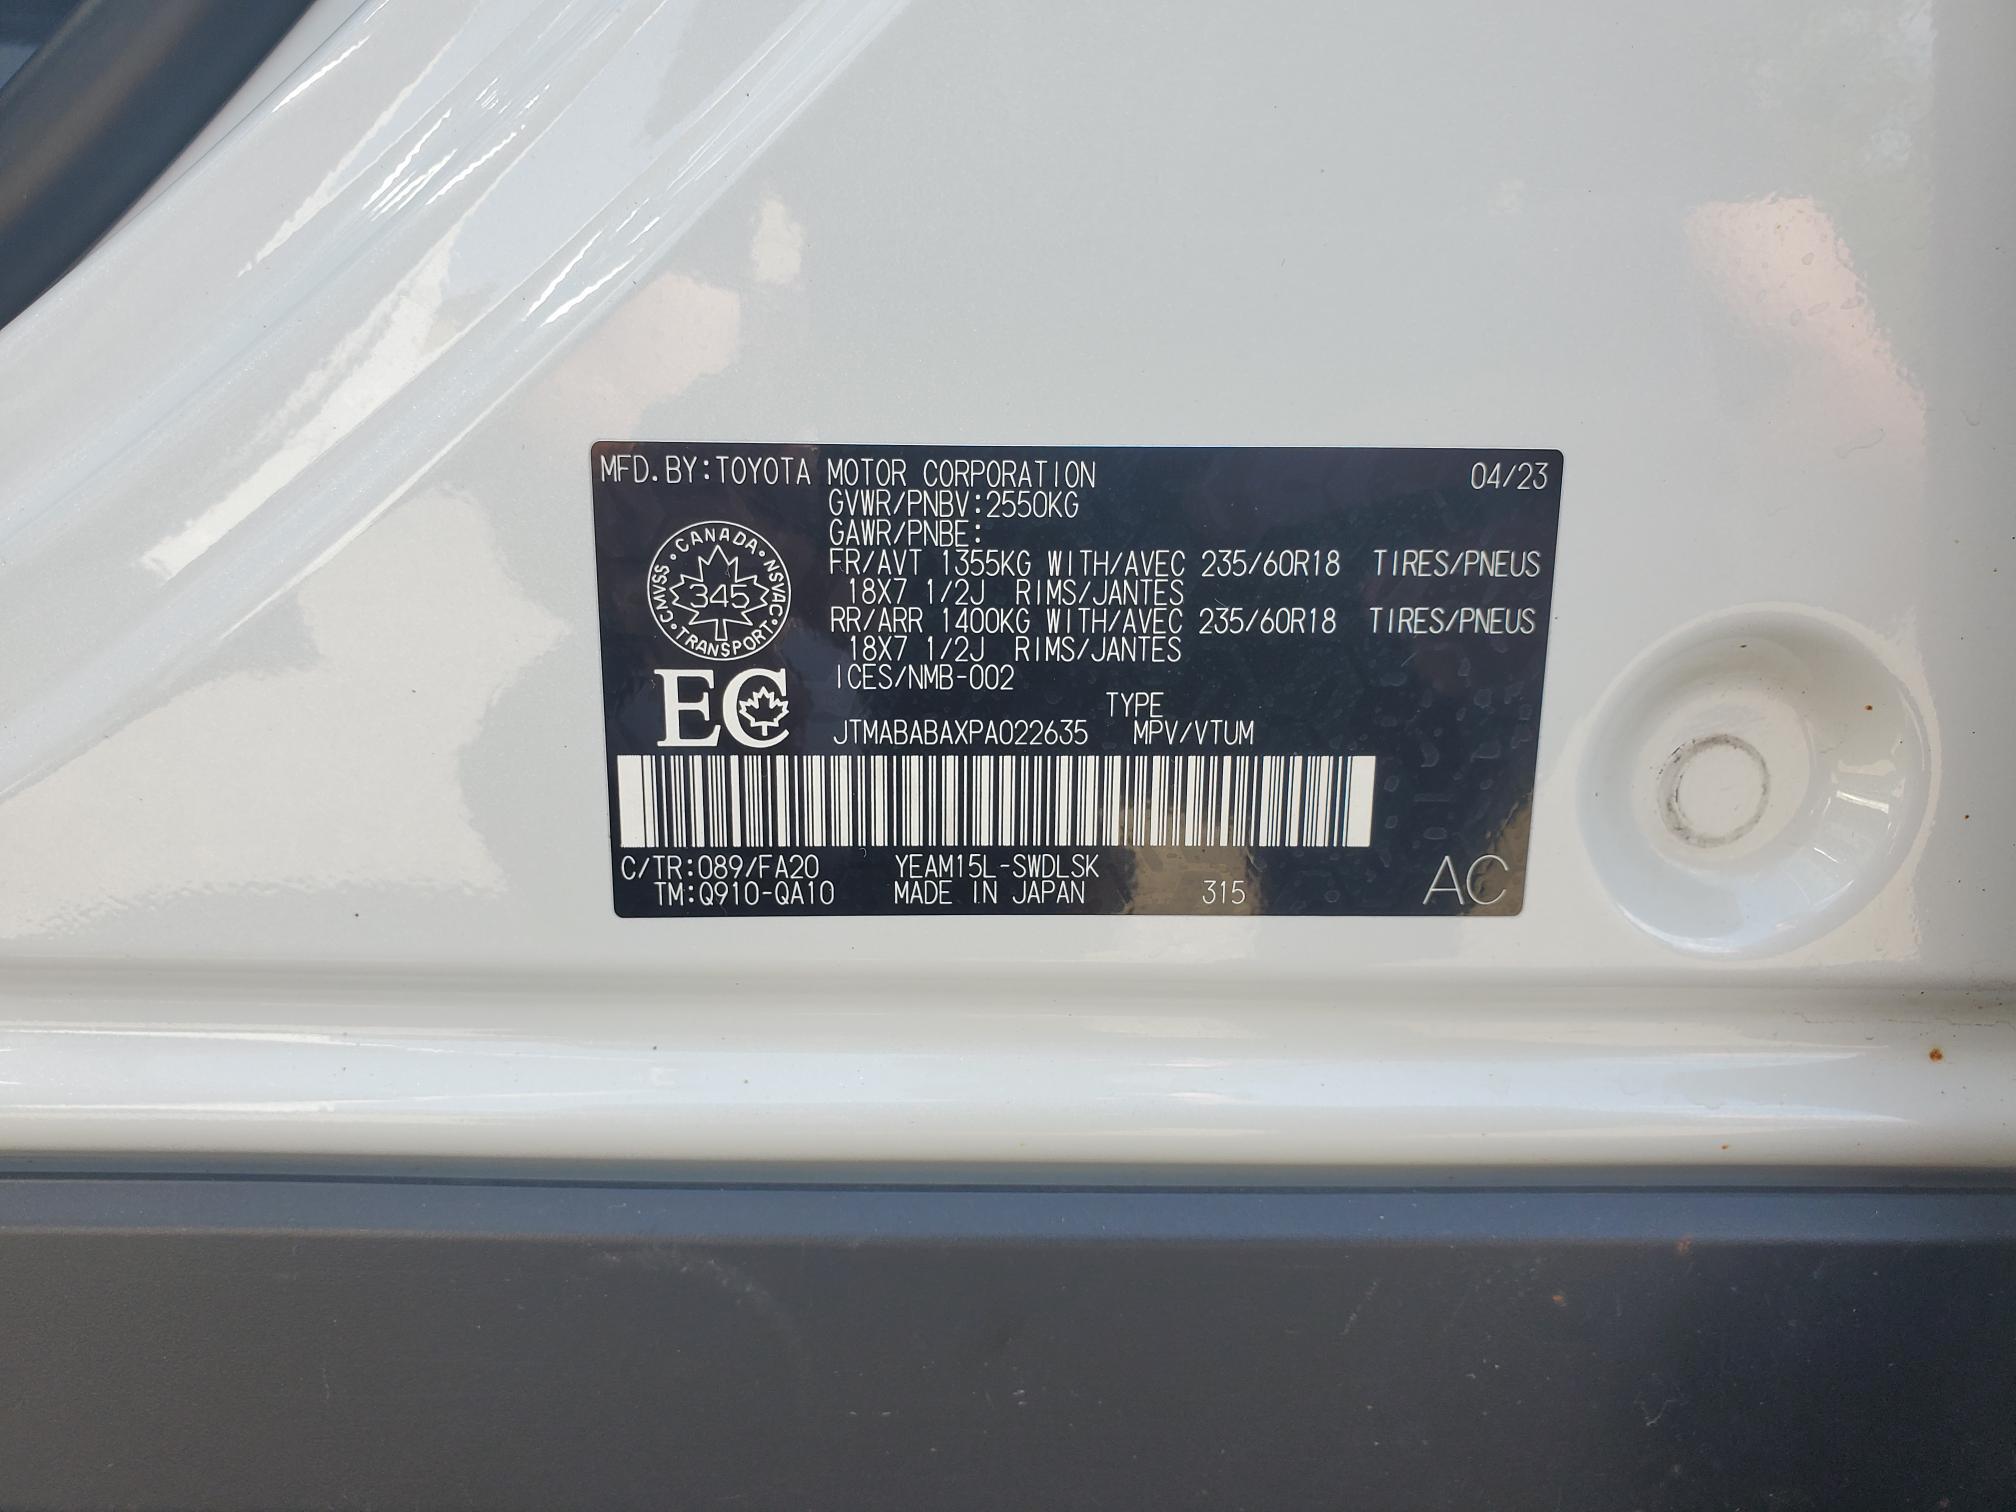 MFD. BY:TOYOTA MOTOR CORPORATION 04/23
GVWR/PNBV:2550KG
GAWR/PNBE:
FR/AVT 1355KG WITH/AVEC 235/60R18 TIRES/PNEUS
18X7 1/2J RIMS/JANTES
RR/ARR 1400KG WITH/AVEC 235/60R18 TIRES/PNEUS
18X7 1/2J RIMS/JANTES
ICES/NMB-002
CANADA · NSVAC · TRANSPORT · CMVSS ·
345
EC
TYPE
JTMABABAXPA022635 MPV/VTUM
C/TR:089/FA20 YEAM15L-SWDLSK
TM:Q910-QA10 MADE IN JAPAN 315 AC